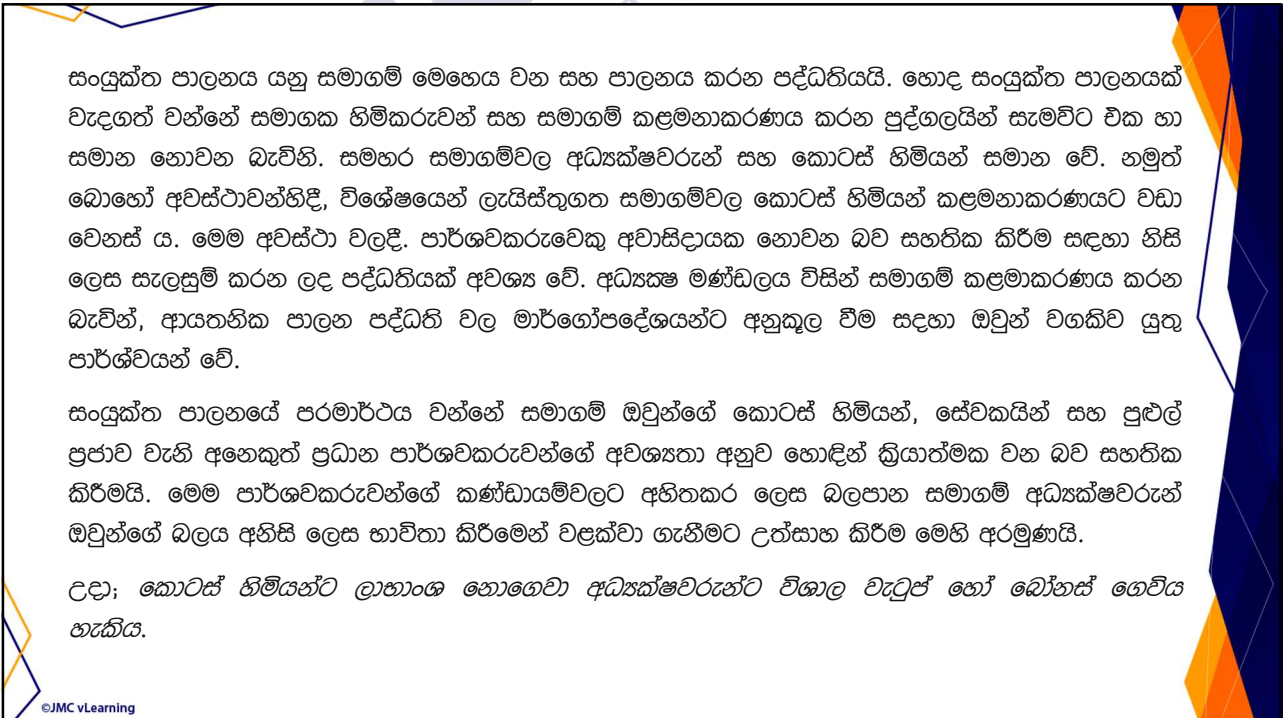 සංයුක්ත පාලනය යනු සමාගම් මෙහෙය වන සහ පාලනය කරන පද්ධතියයි. හොද සංයුක්ත පාලනයක්
වැදගත් වන්නේ සමාගක හිමිකරුවන් සහ සමාගම් කළමනාකරණය කරන පුද්ගලයින් සැමවිට එක හා
සමාන නොවන බැවිනි. සමහර සමාගම්වල අධ්‍යක්ෂවරුන් සහ කොටස් හිමියන් සමාන වේ. නමුත්
බොහෝ අවස්ථාවන්හිදී, විශේෂයෙන් ලැයිස්තුගත සමාගම්වල කොටස් හිමියන් කළමනාකරණයට වඩා
වෙනස් ය. මෙම අවස්ථා වලදී. පාර්ශවකරුවෙකු අවාසිදායක නොවන බව සහතික කිරීම සඳහා නිසි
ලෙස සැලසුම් කරන ලද පද්ධතියක් අවශ්‍ය වේ. අධ්‍යක්‍ෂ මණ්ඩලය විසින් සමාගම් කළමාකරණය කරන
බැවින්, ආයතනික පාලන පද්ධති වල මාර්ගෝපදේශයන්ට අනුකූල වීම සදහා ඔවුන් වගකිව යුතු
පාර්ශ්වයන් වේ.
සංයුක්ත පාලනයේ පරමාර්ථය වන්නේ සමාගම් ඔවුන්ගේ කොටස් හිමියන්, සේවකයින් සහ පුළුල්
ප්‍රජාව වැනි අනෙකුත් ප්‍රධාන පාර්ශවකරුවන්ගේ අවශ්‍යතා අනුව හොඳින් ක්‍රියාත්මක වන බව සහතික
කිරීමයි. මෙම පාර්ශවකරුවන්ගේ කණ්ඩායම්වලට අහිතකර ලෙස බලපාන සමාගම් අධ්‍යක්ෂවරුන්
ඔවුන්ගේ බලය අනිසි ලෙස භාවිතා කිරීමෙන් වළක්වා ගැනීමට උත්සාහ කිරීම මෙහි අරමුණයි.
උදා; කොටස් හිමියන්ට ලාභාංශ නොගෙවා අධ්‍යක්ෂවරුන්ට විශාල වැටුප් හෝ බෝනස් ගෙවිය
හැකිය.
©JMC vLearning